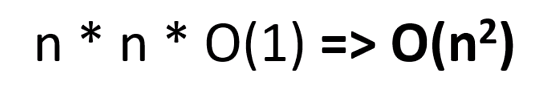 n * n * O(1) => O(n²)